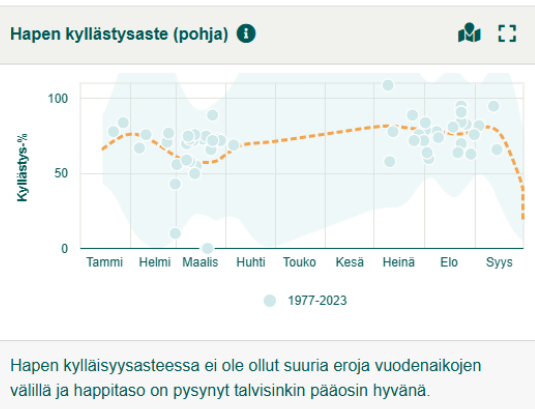 Hapen kyllästysaste (pohja)
Kyllästys-%
100
50
0
Tammi Helmi Maalis Huhti Touko Kesä Heinä Elo Syys
1977-2023
Hapen kylläisyysasteessa ei ole ollut suuria eroja vuodenaikojen
välillä ja happitaso on pysynyt talvisinkin pääosin hyvänä.